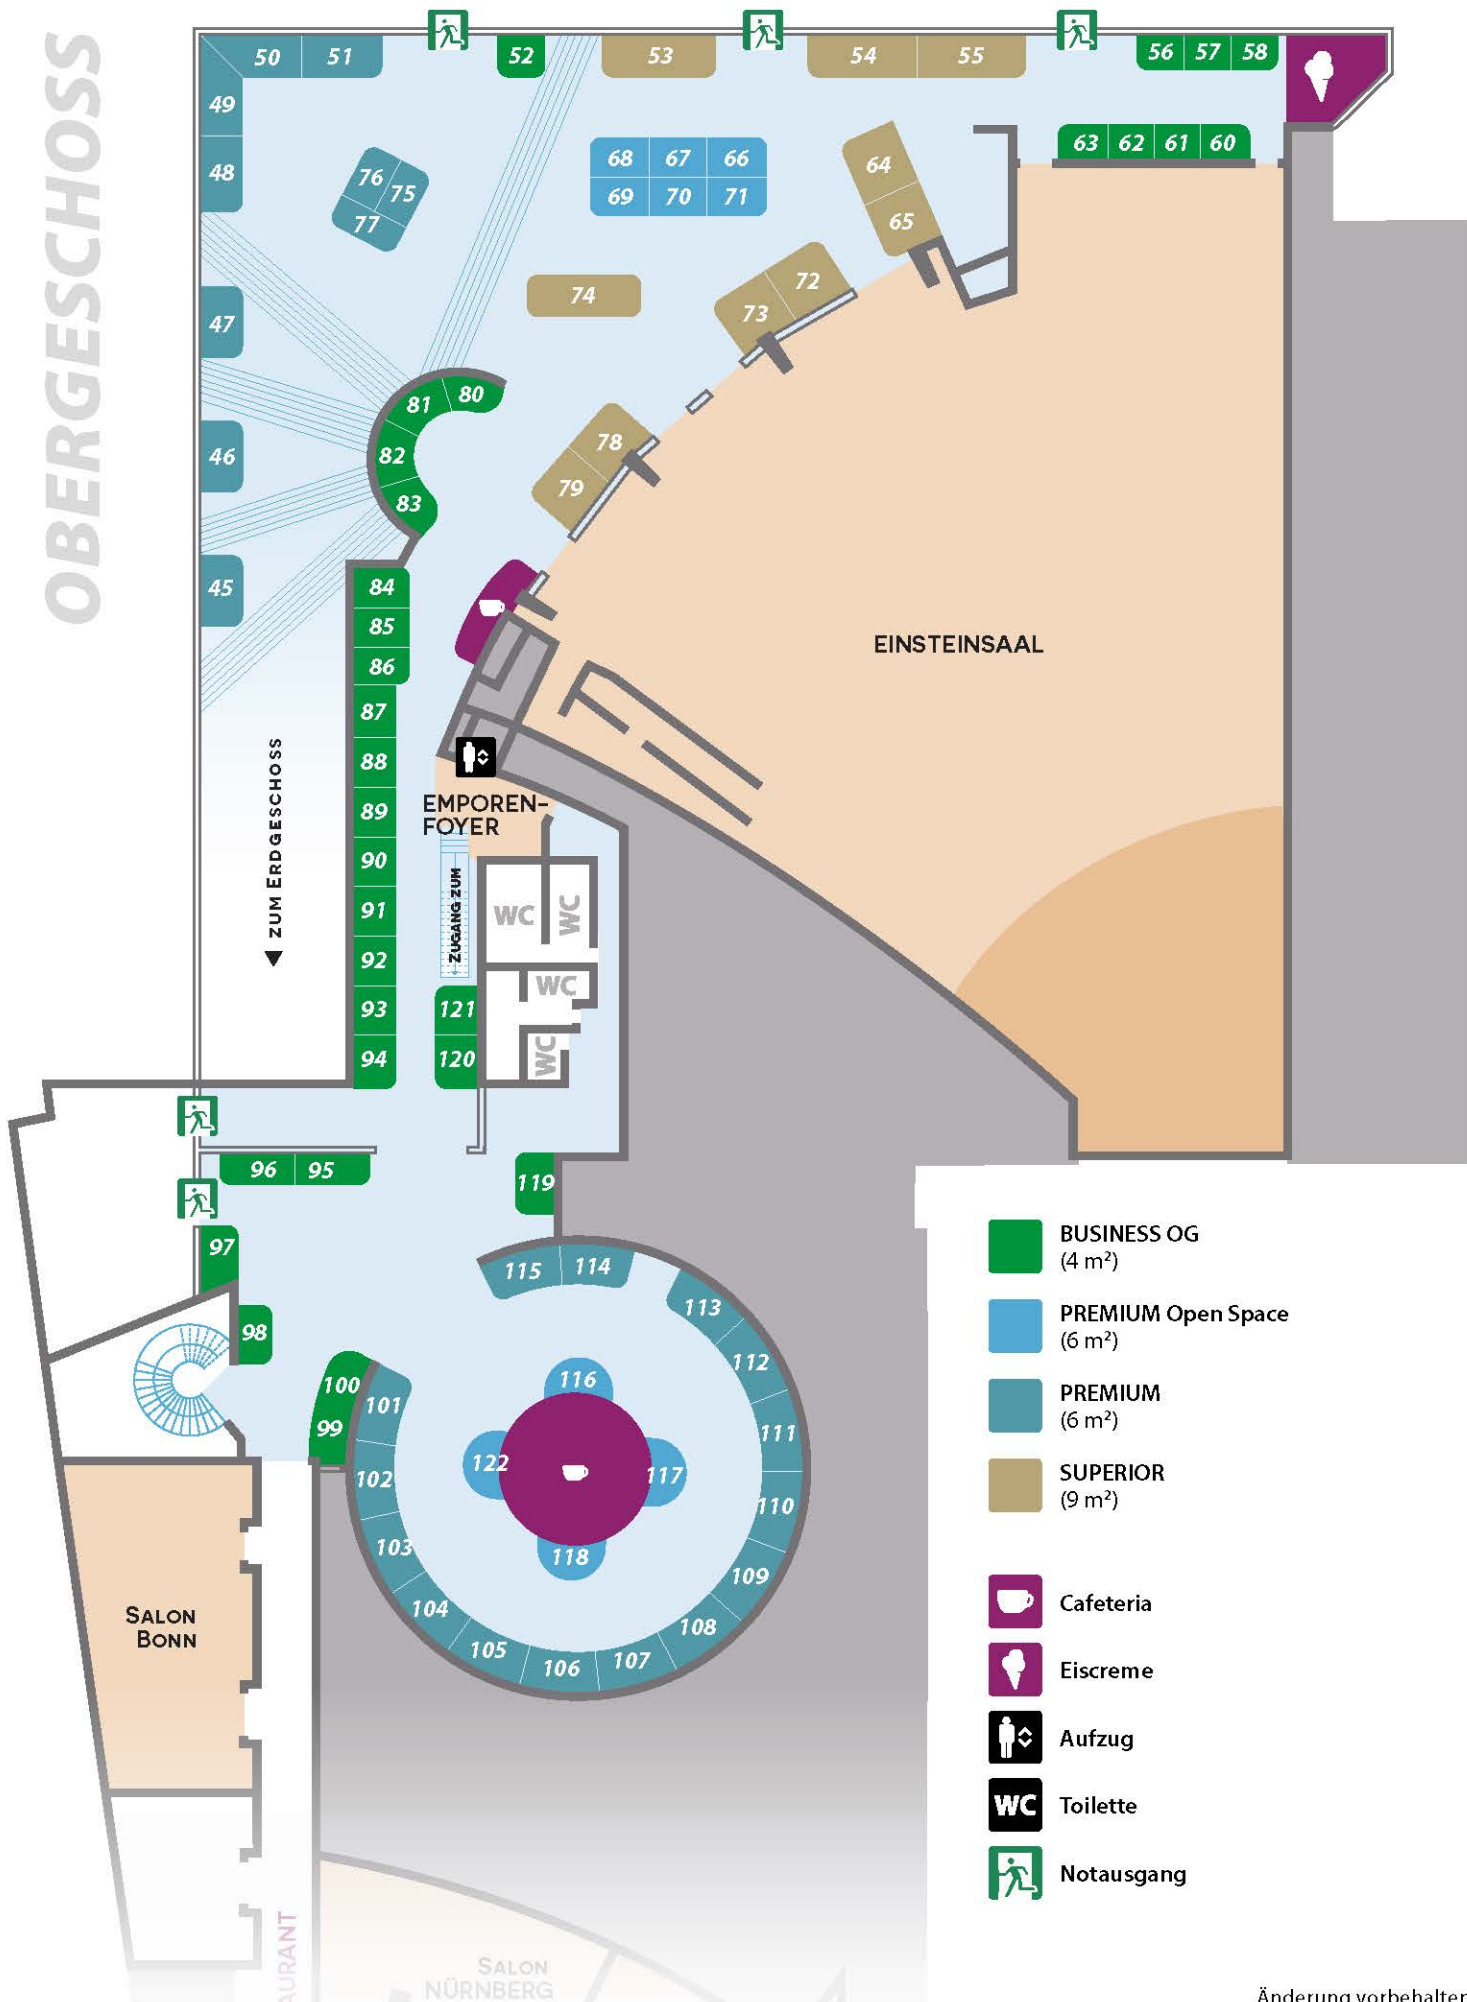 OBERGESCHOSS
50
51
52
53
54
55
56
57
58
49
48
76
75
77
68
67
66
69
70
71
64
65
63
62
61
60
47
74
73
72
81
80
82
83
46
78
79
45
84
85
86
87
88
89
90
91
92
93
94
EINSTEINSAAL
ZUM ERDGESCHOSS
EMPOREN-
FOYER
ZUGANG ZUM
WC
WC
WC
WC
121
120
96
95
119
97
98
115
114
113
112
111
110
109
108
107
106
105
104
103
102
101
100
99
116
122
117
118
SALON
BONN
BUSINESS OG
(4 m²)
PREMIUM Open Space
(6 m²)
PREMIUM
(6 m²)
SUPERIOR
(9 m²)
Cafeteria
Eiscreme
Aufzug
WC
Toilette
Notausgang
AURANT
SALON
NÜRNBERG
Änderung vorbehalten